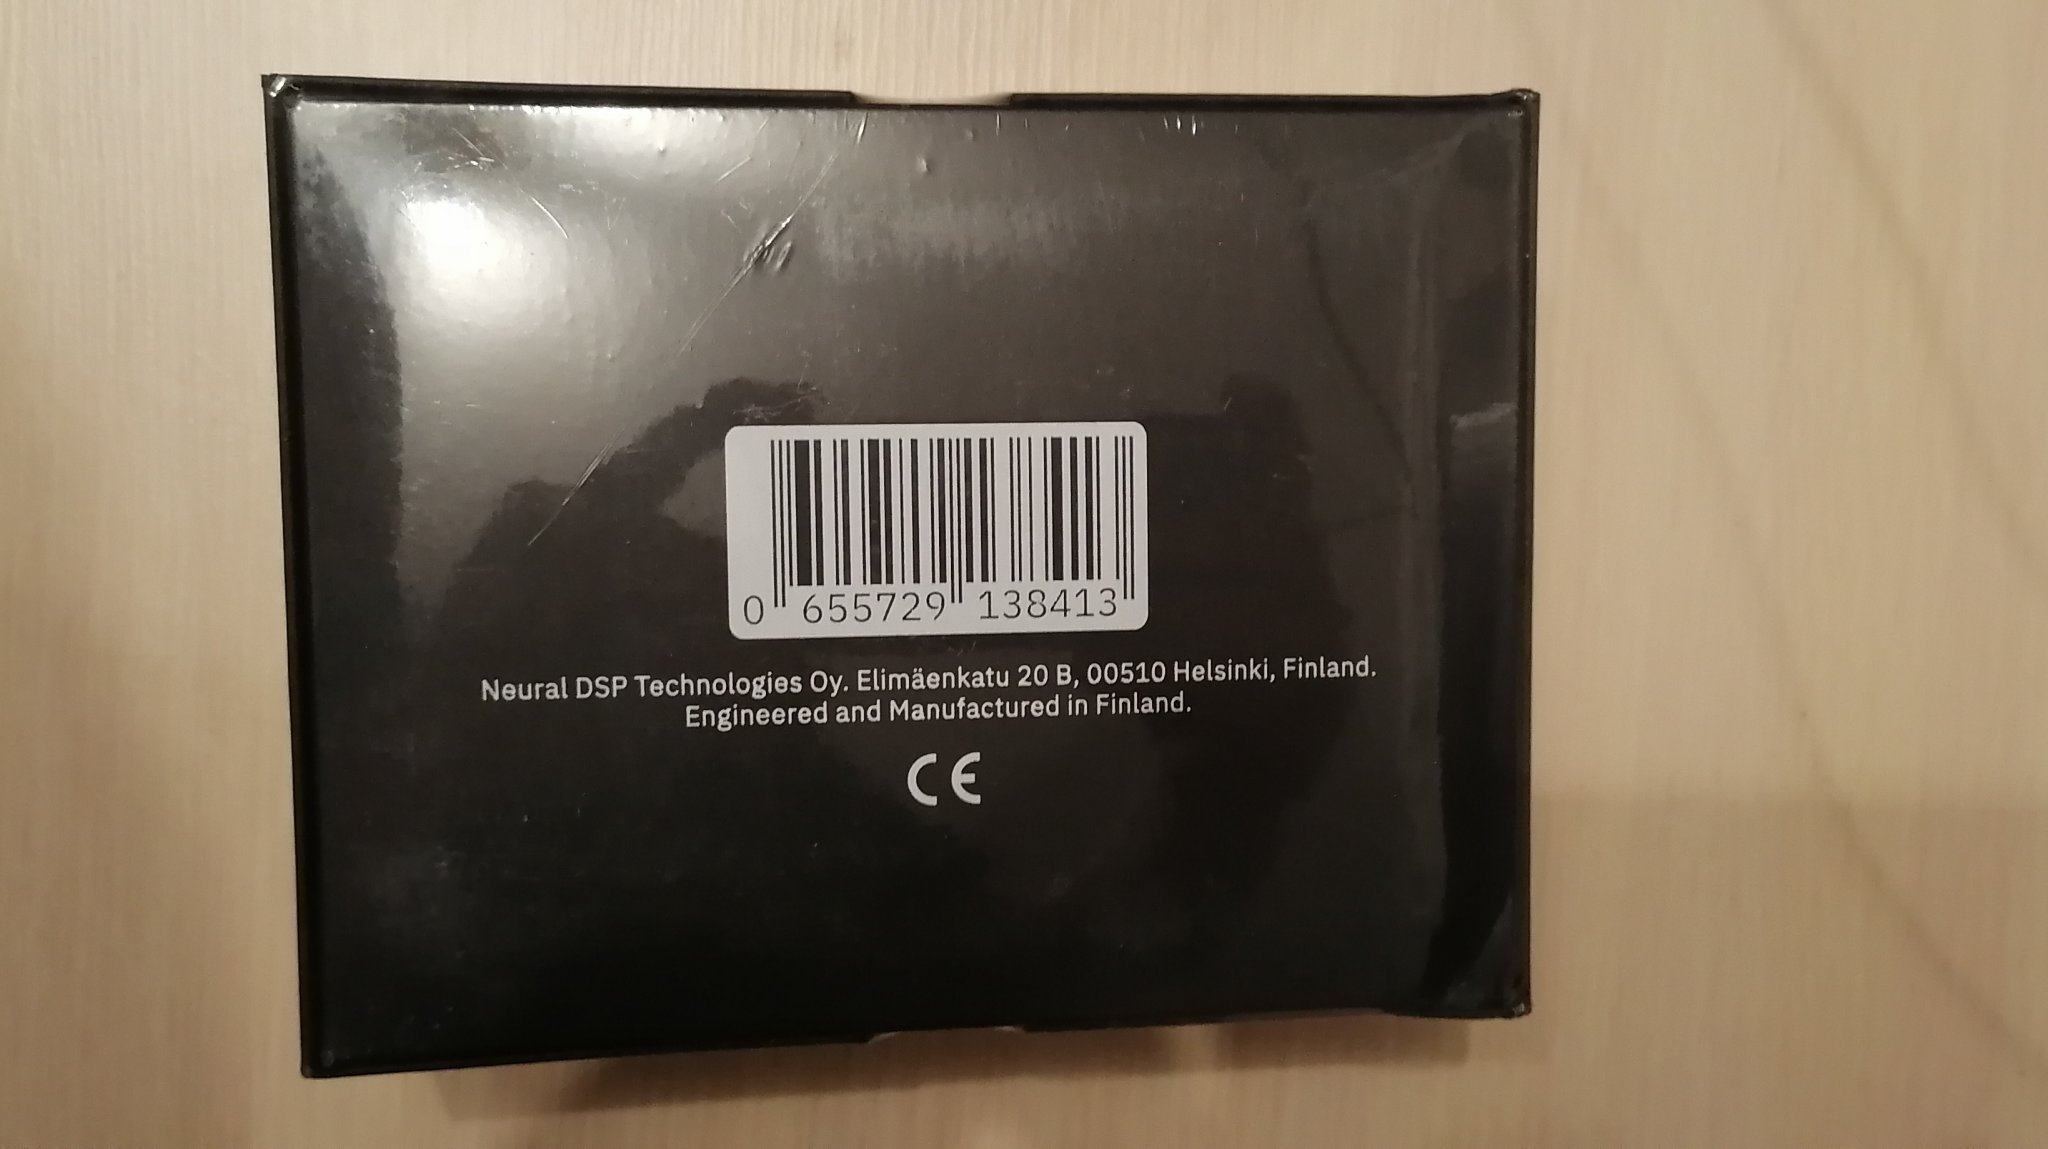 0 655729 138413
Neural DSP Technologies Oy. Elimäenkatu 20 B, 00510 Helsinki, Finland.
Engineered and Manufactured in Finland.
CE